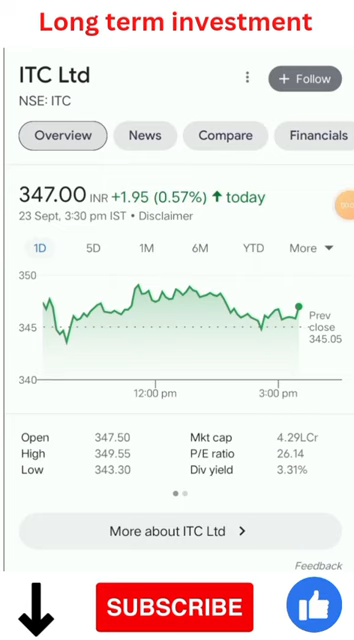 Long term investment
ITC Ltd
+ Follow
NSE: ITC
Overview News Compare Financials
347.00 INR +1.95 (0.57%) ↑ today
23 Sept, 3:30 pm IST • Disclaimer
1D 5D 1M 6M YTD More
350
345
Prev
close
345.05
340
12:00 pm 3:00 pm
Open 347.50 Mkt cap 4.29LCr
High 349.55 P/E ratio 26.14
Low 343.30 Div yield 3.31%
More about ITC Ltd >
Feedback
SUBSCRIBE